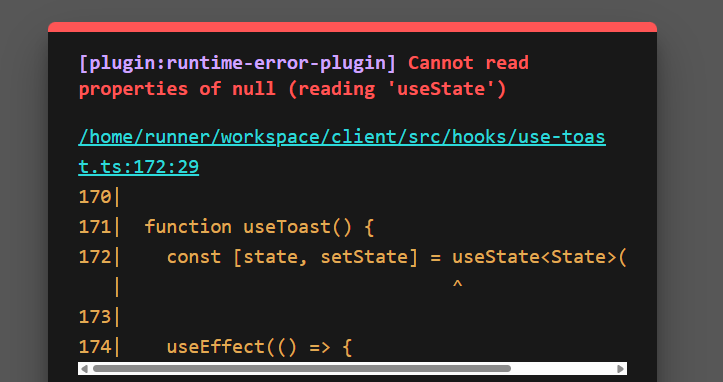 [plugin:runtime-error-plugin] Cannot read
properties of null (reading 'useState')
/home/runner/workspace/client/src/hooks/use-toas
t.ts:172:29
170|
171|  function useToast() {
172|    const [state, setState] = useState<State>(
   |                              ^
173|
174|    useEffect(() => {